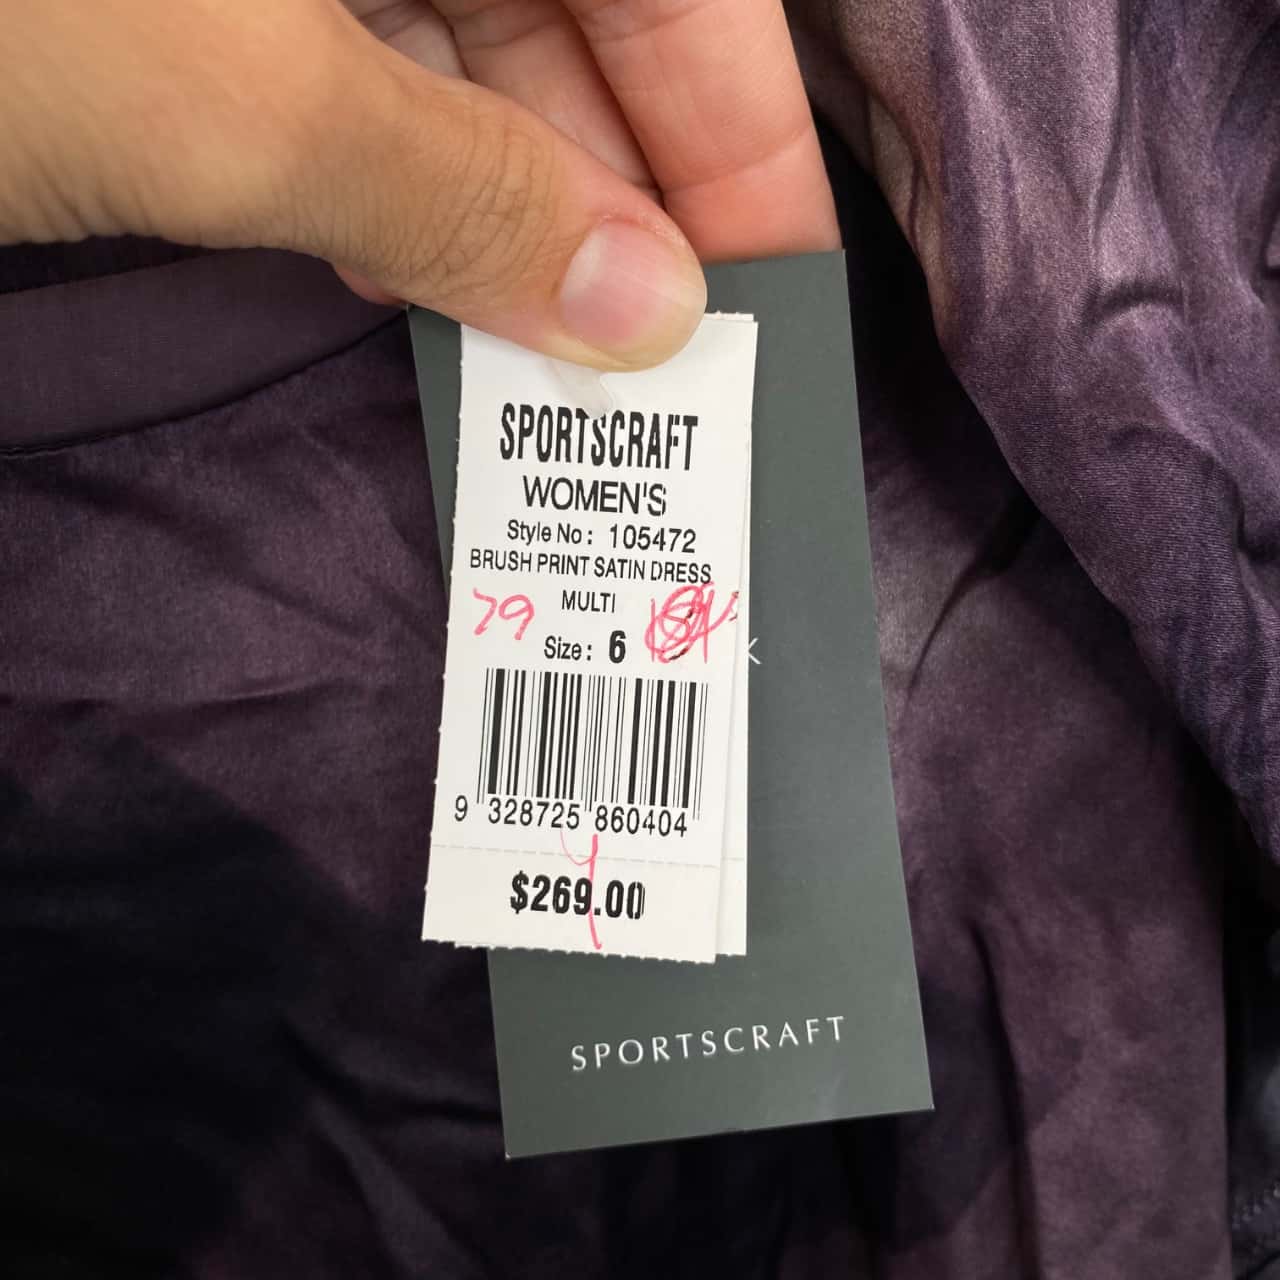 SPORTSCRAFT
WOMEN'S
Style No: 105472
BRUSH PRINT SATIN DRESS
MULTI
79
Size: 6
K
9 328725 860404
$269.00
SPORTSCRAFT